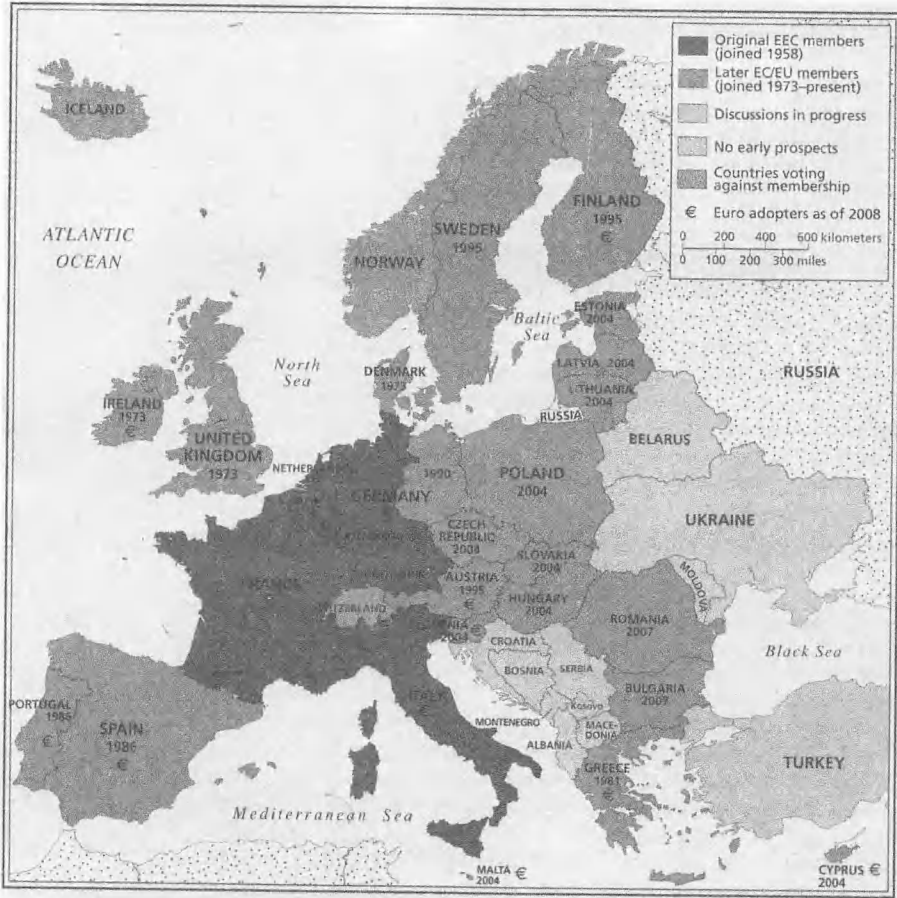 Original EEC members
(joined 1958)
Later EC/EU members
(joined 1973–present)
Discussions in progress
No early prospects
Countries voting
against membership
€ Euro adopters as of 2008
0 200 400 600 kilometers
0 100 200 300 miles
ICELAND
ATLANTIC
OCEAN
NORWAY
SWEDEN
1995
FINLAND
1995
€
ESTONIA
2004
Baltic
Sea
North
Sea
DENMARK
1973
LATVIA 2004
LITHUANIA
2004
RUSSIA
RUSSIA
IRELAND
1973
€
UNITED
KINGDOM
1973
BELARUS
GERMANY
1990
POLAND
2004
UKRAINE
CZECH
REPUBLIC
2004
SLOVAKIA
2004
AUSTRIA
1995
€
HUNGARY
2004
MOLDOVA
ROMANIA
2007
2004
€
CROATIA
BOSNIA
SERBIA
Black Sea
PORTUGAL
1986
€
SPAIN
1986
€
ITALY
€
MONTENEGRO
Kosovo
BULGARIA
2007
MACE-
DONIA
ALBANIA
GREECE
1981
€
TURKEY
Mediterranean Sea
MALTA €
2004
CYPRUS €
2004